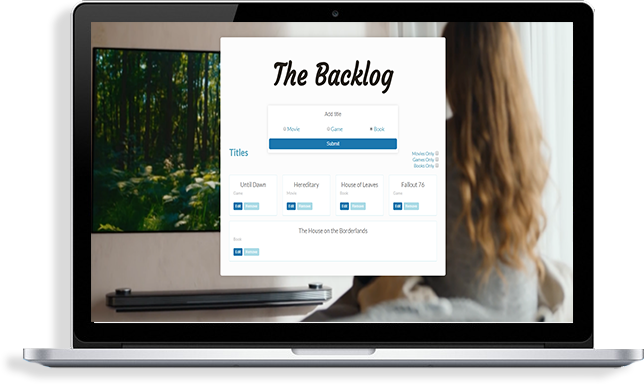 The Backlog
Add title
Movie Game Book
Submit
Titles
Movies Only
Games Only
Books Only
Until Dawn Hereditary House of Leaves Fallout 76
Game Movie Book Game
Edit Remove Edit Remove Edit Remove Edit Remove
The House on the Borderlands
Book
Edit Remove